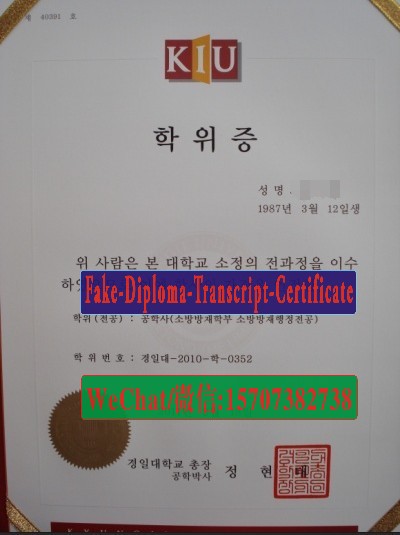 제 40391 호
KIU
학위증
성명.
1987년 3월 12일생
위 사람은 본 대학교 소정의 전과정을 이수
하였
Fake-Diploma-Transcript-Certificate
학위(전공) : 공학사(소방방재학부 소방방재행정전공)
학위번호 : 경일대-2010-학-0352
WeChat/微信:15707382738
경일대학교 총장
공학박사 정 현 태